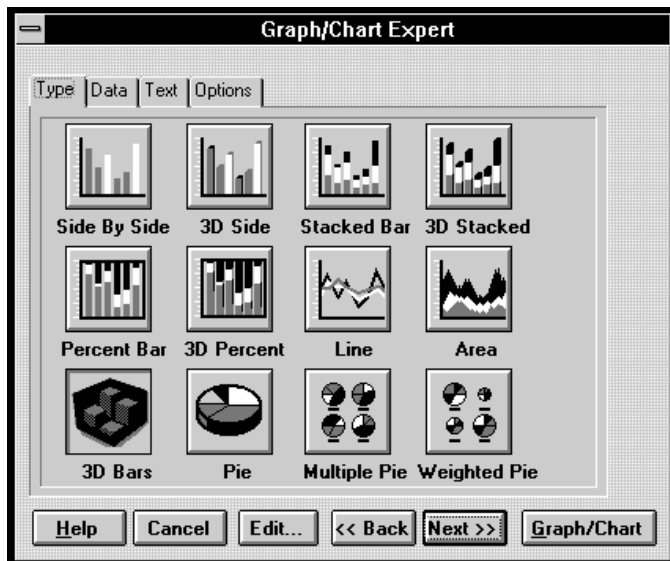 Graph/Chart Expert
Type Data Text Options
Side By Side 3D Side Stacked Bar 3D Stacked
Percent Bar 3D Percent Line Area
3D Bars Pie Multiple Pie Weighted Pie
Help Cancel Edit... << Back Next >> Graph/Chart